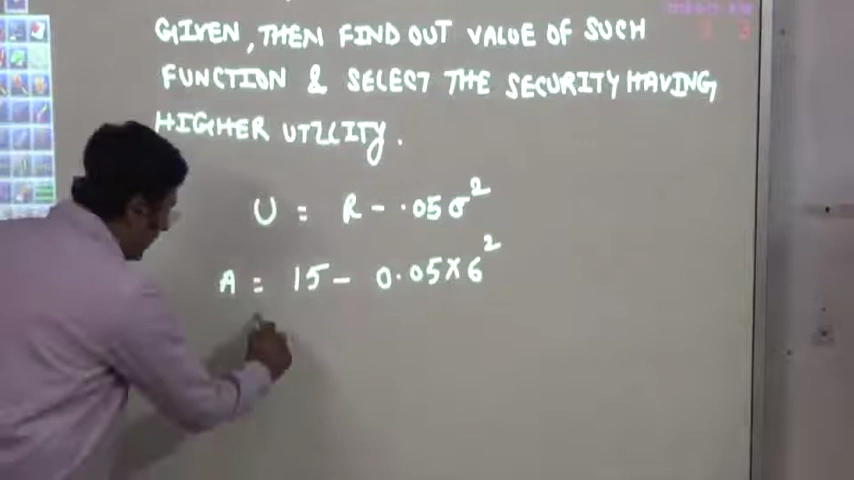 GIVEN, THEN FIND OUT VALUE OF SUCH
FUNCTION & SELECT THE SECURITY HAVING
HIGHER UTILITY.
U = R - .05σ²
A = 15 - 0.05×6²